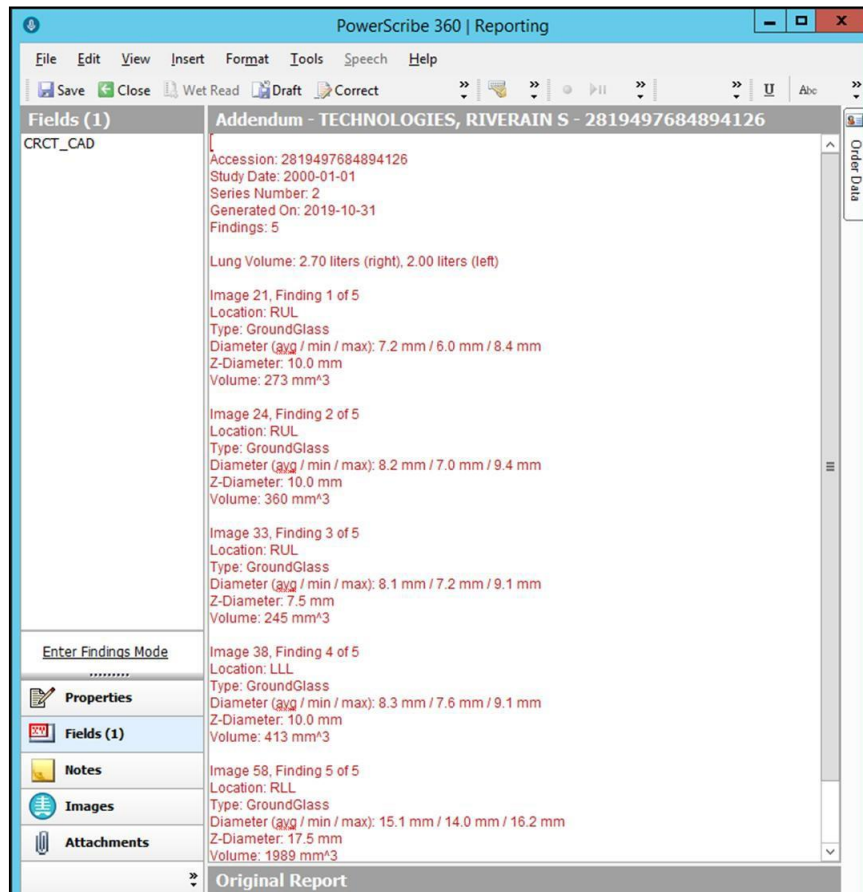 PowerScribe 360 | Reporting
File Edit View Insert Format Tools Speech Help
Save Close Wet Read Draft Correct U Abc
Fields (1)
CRCT_CAD
Addendum - TECHNOLOGIES, RIVERAIN S - 2819497684894126
Order Data
Accession: 2819497684894126
Study Date: 2000-01-01
Series Number: 2
Generated On: 2019-10-31
Findings: 5
Lung Volume: 2.70 liters (right), 2.00 liters (left)
Image 21, Finding 1 of 5
Location: RUL
Type: GroundGlass
Diameter (avg / min / max): 7.2 mm / 6.0 mm / 8.4 mm
Z-Diameter: 10.0 mm
Volume: 273 mm^3
Image 24, Finding 2 of 5
Location: RUL
Type: GroundGlass
Diameter (avg / min / max): 8.2 mm / 7.0 mm / 9.4 mm
Z-Diameter: 10.0 mm
Volume: 360 mm^3
Image 33, Finding 3 of 5
Location: RUL
Type: GroundGlass
Diameter (avg / min / max): 8.1 mm / 7.2 mm / 9.1 mm
Z-Diameter: 7.5 mm
Volume: 245 mm^3
Image 38, Finding 4 of 5
Location: LLL
Type: GroundGlass
Diameter (avg / min / max): 8.3 mm / 7.6 mm / 9.1 mm
Z-Diameter: 10.0 mm
Volume: 413 mm^3
Image 58, Finding 5 of 5
Location: RLL
Type: GroundGlass
Diameter (avg / min / max): 15.1 mm / 14.0 mm / 16.2 mm
Z-Diameter: 17.5 mm
Volume: 1989 mm^3
Enter Findings Mode
Properties
Fields (1)
Notes
Images
Attachments
Original Report